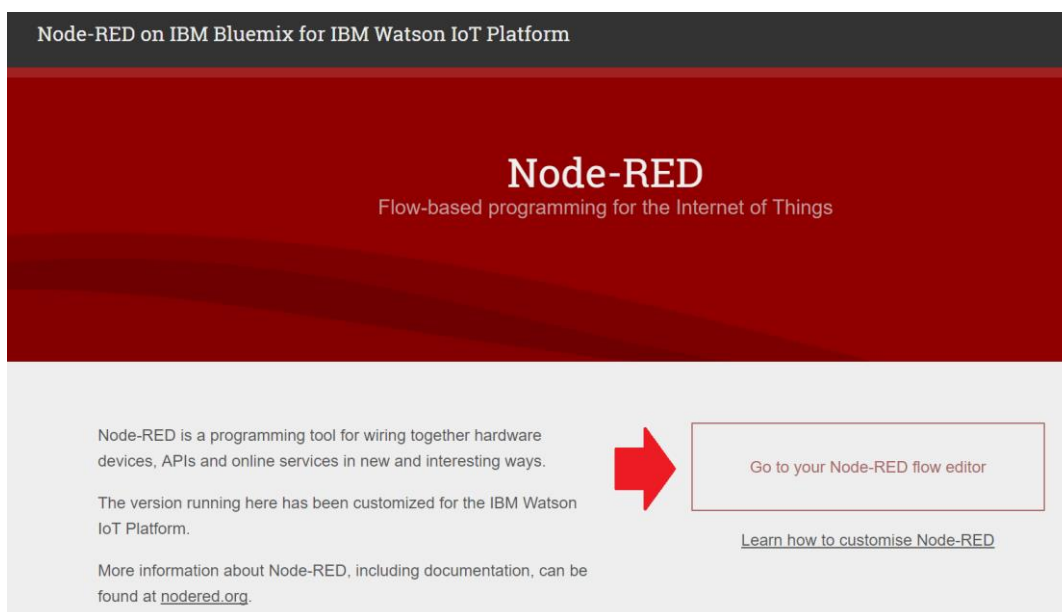 Node-RED on IBM Bluemix for IBM Watson IoT Platform
Node-RED
Flow-based programming for the Internet of Things
Node-RED is a programming tool for wiring together hardware
devices, APIs and online services in new and interesting ways.
The version running here has been customized for the IBM Watson
IoT Platform.
More information about Node-RED, including documentation, can be
found at nodered.org.
Go to your Node-RED flow editor
Learn how to customise Node-RED